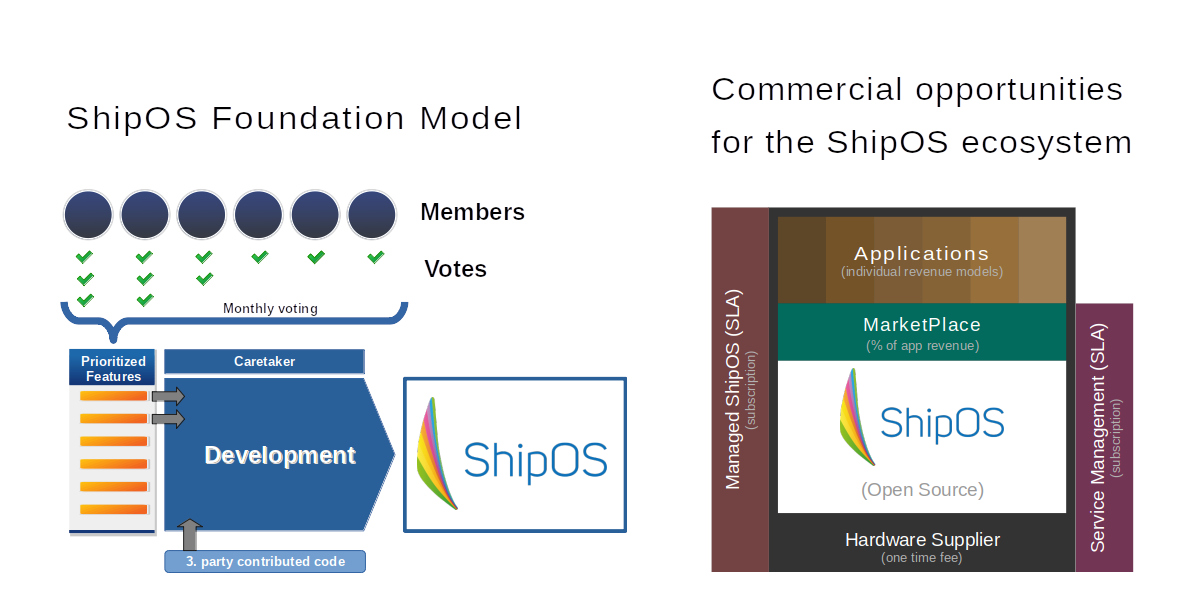 ShipOS Foundation Model
Members
Votes
Monthly voting
Prioritized
Features
Caretaker
Development
ShipOS
3. party contributed code
Commercial opportunities
for the ShipOS ecosystem
Managed ShipOS (SLA)
(subscription)
Applications
(individual revenue models)
MarketPlace
(% of app revenue)
ShipOS
(Open Source)
Hardware Supplier
(one time fee)
Service Management (SLA)
(subscription)